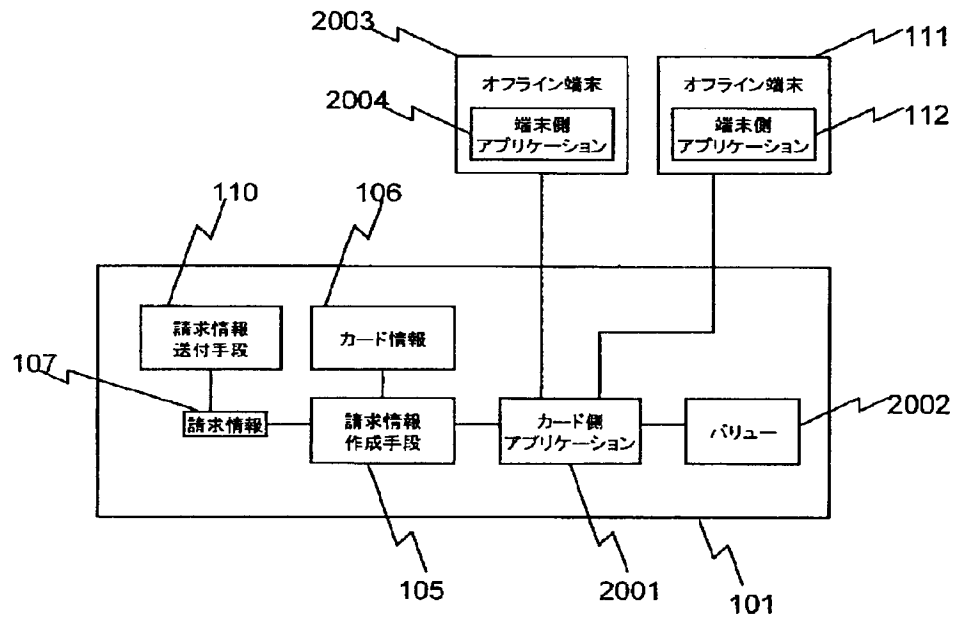 2003
111
オフライン端末
オフライン端末
2004
端末側
アプリケーション
端末側
アプリケーション
112
110
106
請求情報
送付手段
カード情報
107
請求情報
請求情報
作成手段
カード側
アプリケーション
バリュー
2002
105
2001
101